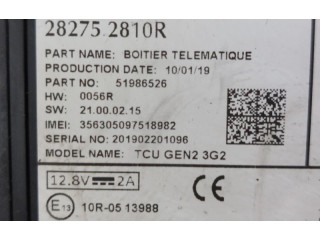 28275 2810R
PART NAME: BOITIER TELEMATIQUE
PRODUCTION DATE: 10/01/19
PART NO: 51986526
HW: 0056R
SW: 21.00.02.15
IMEI: 356305097518982
SERIAL NO: 201902201096
MODEL NAME: TCU GEN2 3G2
12.8V⎓2A
CE
E13 10R-05 13988